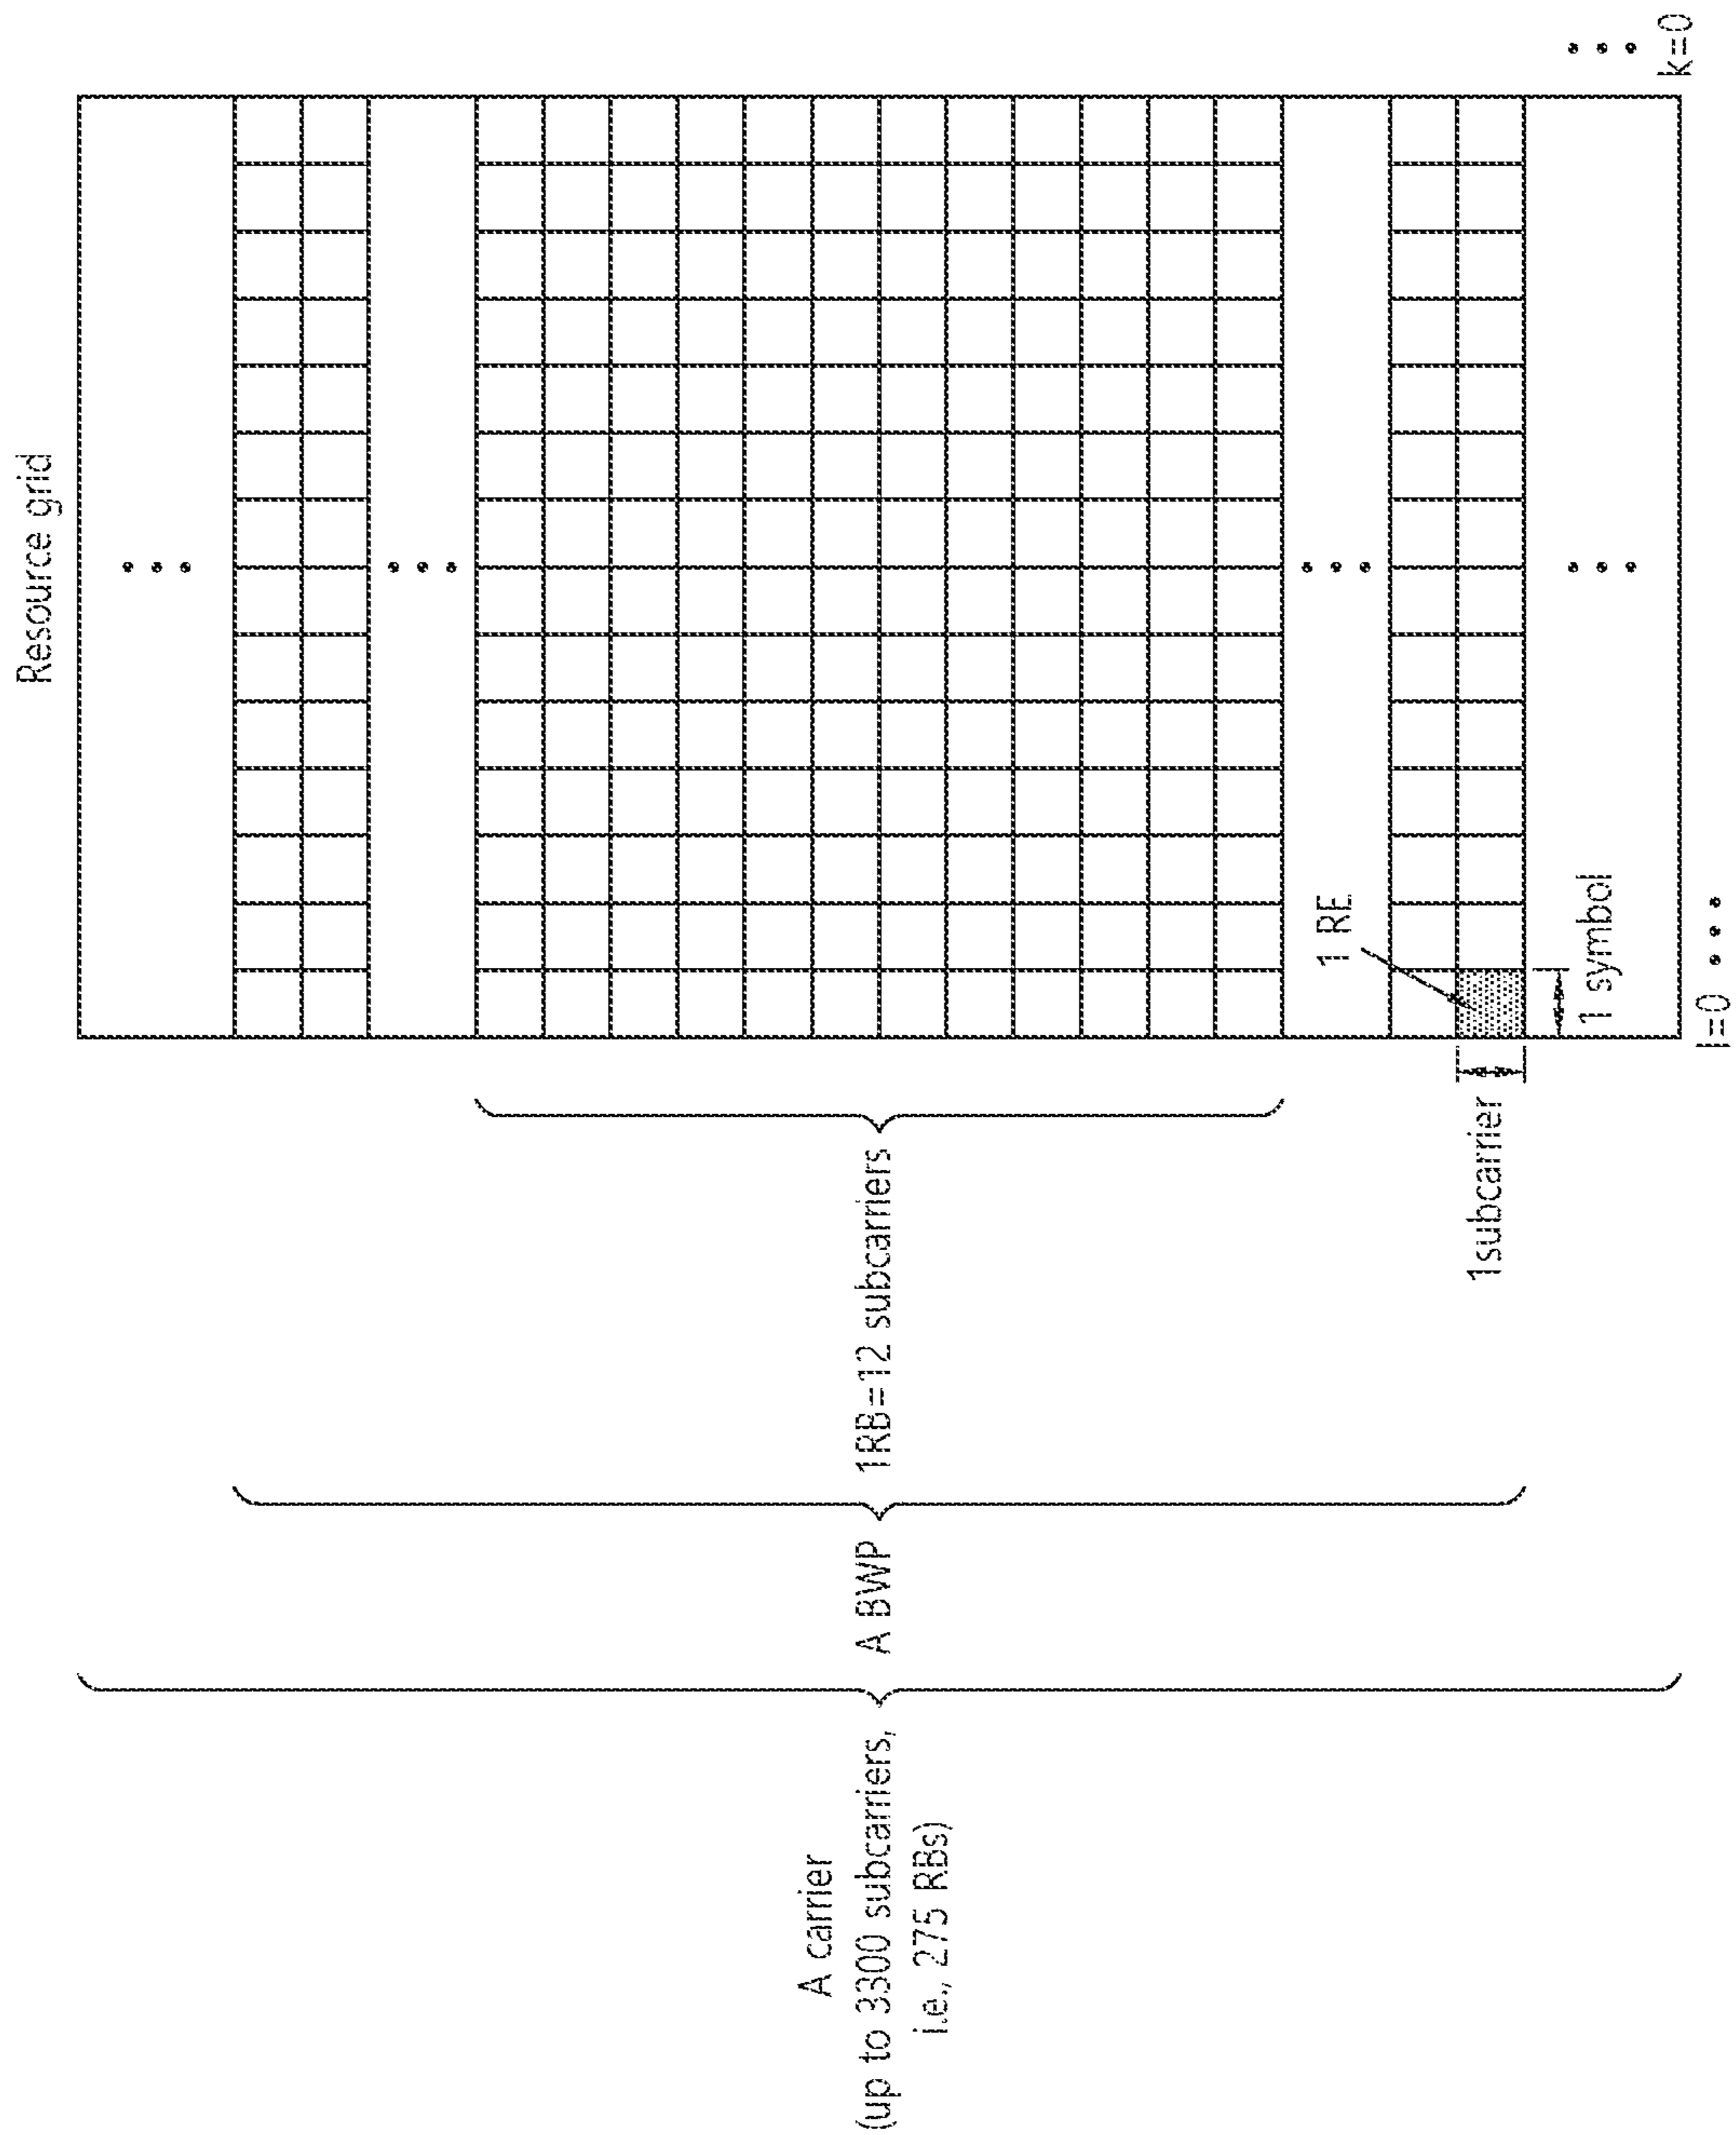 Resource grid
A carrier
(up to 3300 subcarriers,
i.e., 275 RBs)
A BWP
1RB=12 subcarriers
1 RE
1subcarrier
1 symbol
k=0
l=0